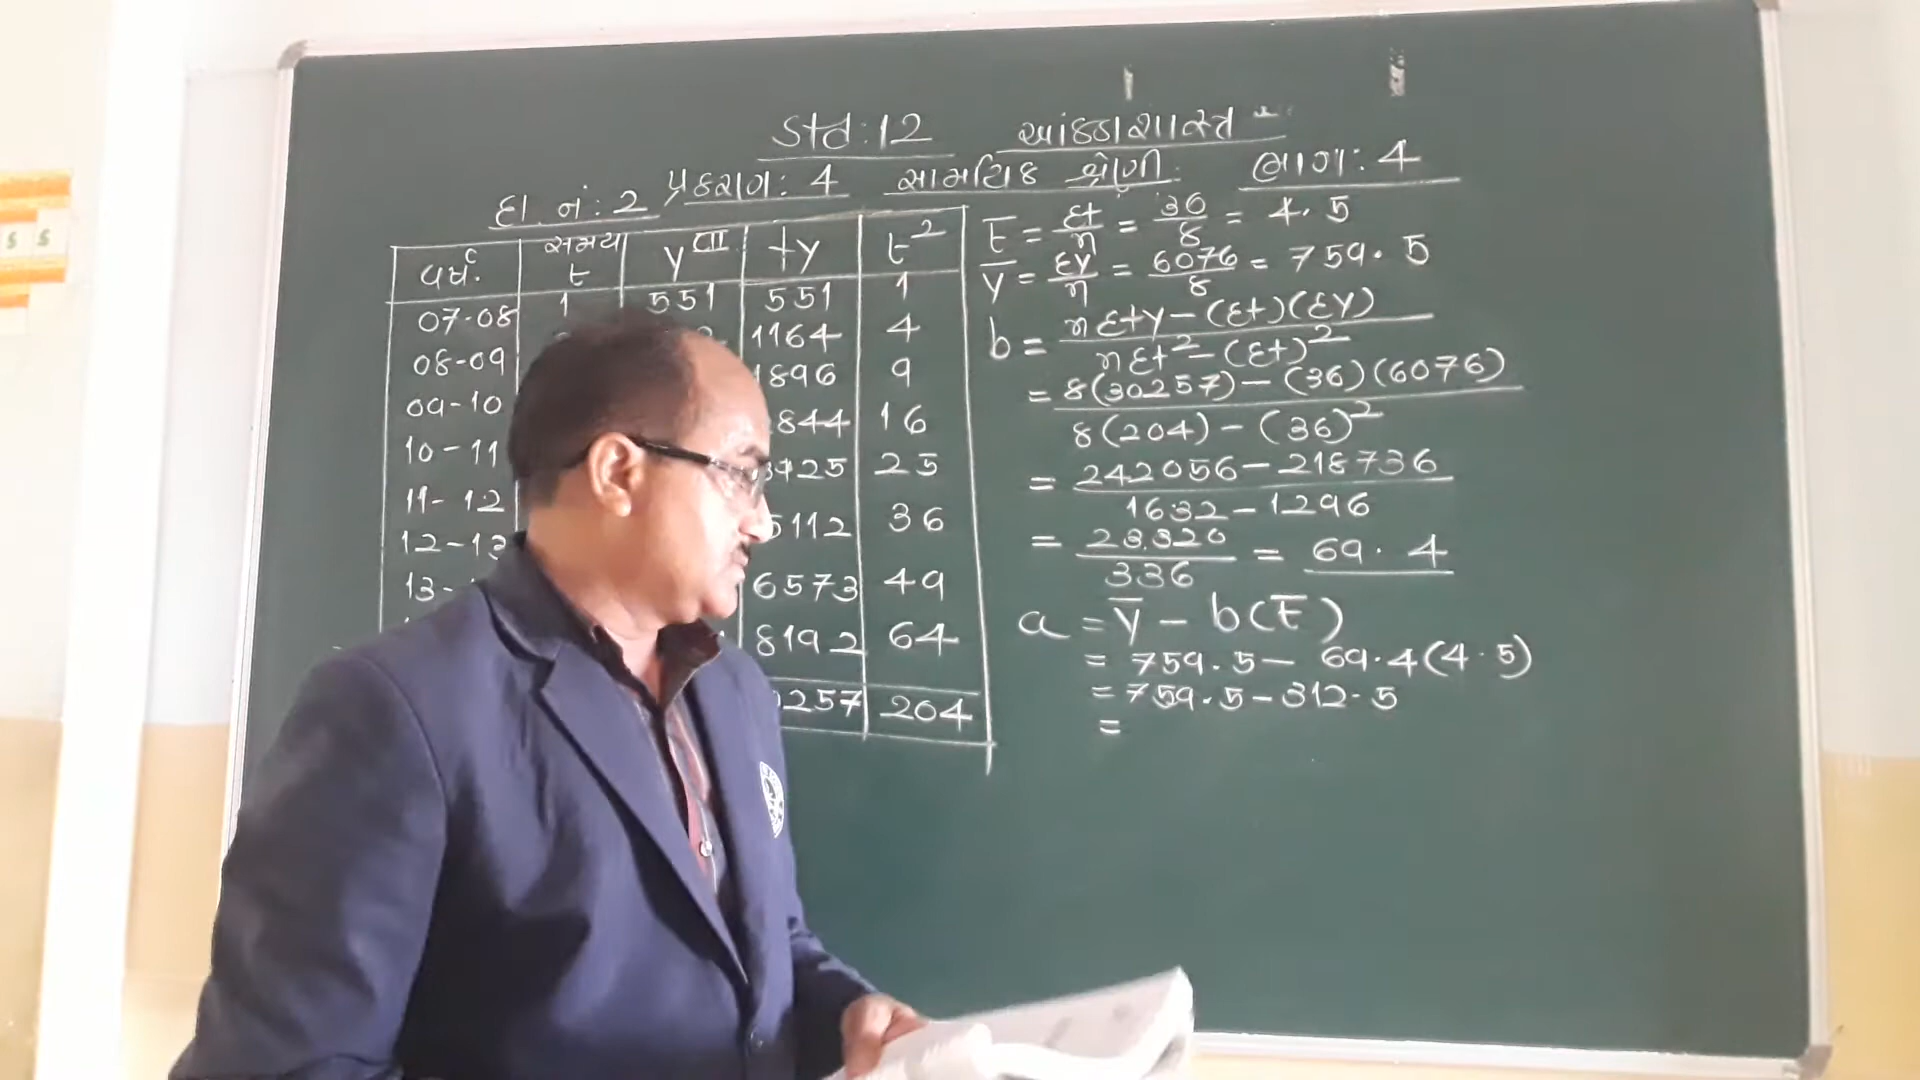 Std:12 આંકડાશાસ્ત્ર
પ્રકરણ: 4 સામયિક શ્રેણી: ભાગ: 4
દા. નં: 2
વર્ષ. સમય t y ty t²
07-08 1 551 551 1
08-09 1164 4
09-10 1896 9
10-11 844 16
11-12 25
12-13 5112 36
13- 6573 49
8192 64
257 204
t̄ = Σt/n = 36/8 = 4.5
ȳ = Σy/n = 6076/8 = 759.5
b = nΣty-(Σt)(Σy) / nΣt²-(Σt)²
= 8(30257)-(36)(6076) / 8(204)-(36)²
= 242056-218736 / 1632-1296
= 23320/336 = 69.4
a = ȳ - b(t̄)
= 759.5- 69.4(4.5)
= 759.5-312.5
=